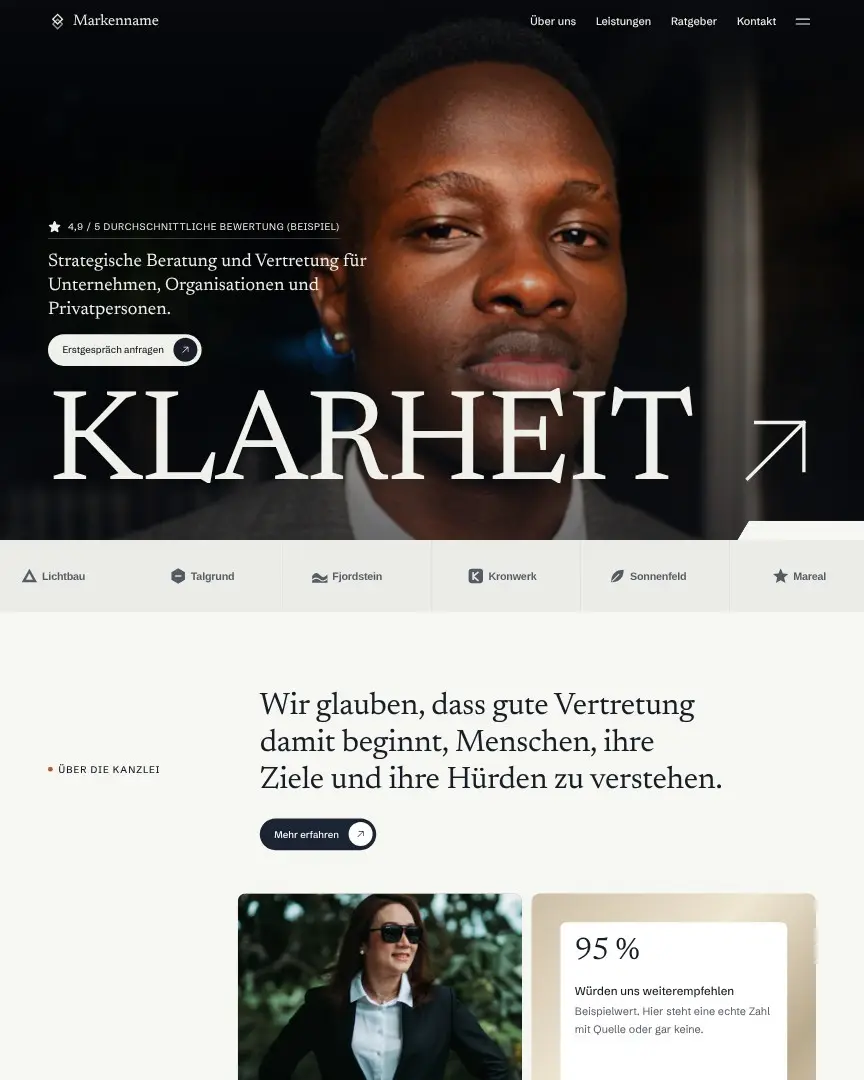 Markenname
Über uns
Leistungen
Ratgeber
Kontakt
4,9 / 5 DURCHSCHNITTLICHE BEWERTUNG (BEISPIEL)
Strategische Beratung und Vertretung für
Unternehmen, Organisationen und
Privatpersonen.
Erstgespräch anfragen
KLARHEIT
Lichtbau
Talgrund
Fjordstein
Kronwerk
Sonnenfeld
Mareal
Wir glauben, dass gute Vertretung
damit beginnt, Menschen, ihre
Ziele und ihre Hürden zu verstehen.
ÜBER DIE KANZLEI
Mehr erfahren
95 %
Würden uns weiterempfehlen
Beispielwert. Hier steht eine echte Zahl
mit Quelle oder gar keine.